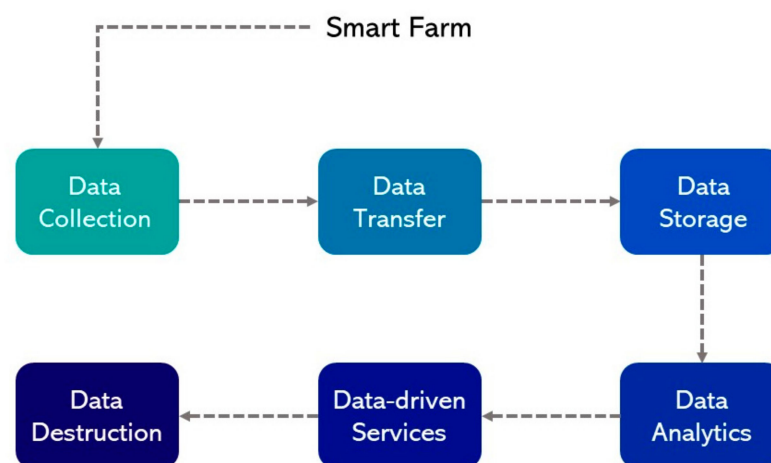 Smart Farm
Data
Collection
Data
Transfer
Data
Storage
Data
Destruction
Data-driven
Services
Data
Analytics